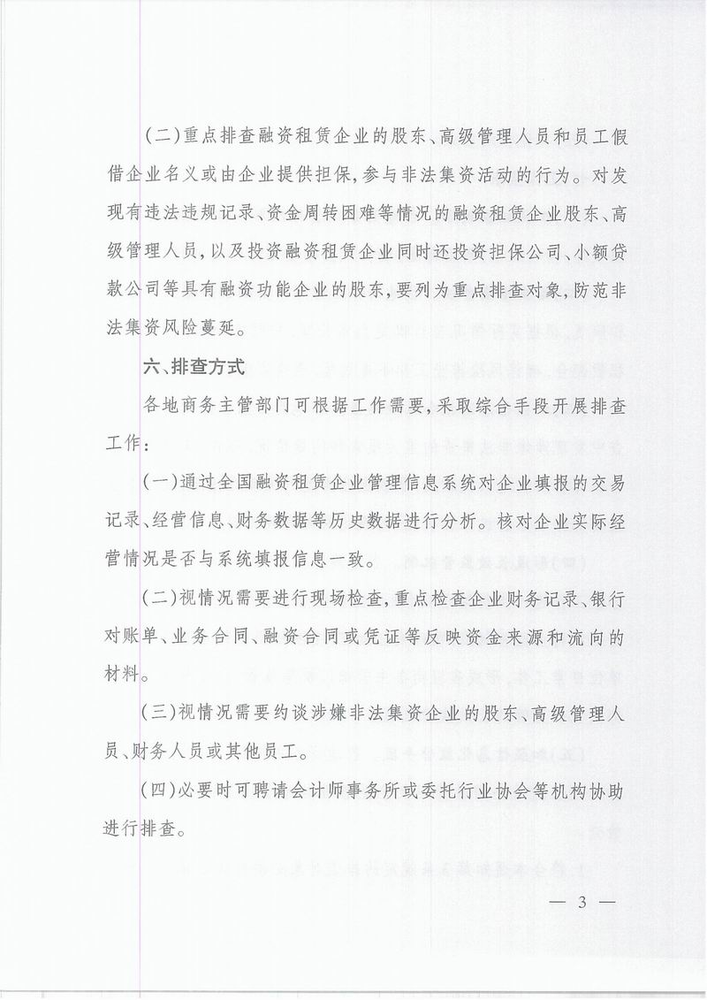 (二)重点排查融资租赁企业的股东、高级管理人员和员工假
借企业名义或由企业提供担保,参与非法集资活动的行为。对发
现有违法违规记录、资金周转困难等情况的融资租赁企业股东、高
级管理人员,以及投资融资租赁企业同时还投资担保公司、小额贷
款公司等具有融资功能企业的股东,要列为重点排查对象,防范非
法集资风险蔓延。
六、排查方式
各地商务主管部门可根据工作需要,采取综合手段开展排查
工作:
(一)通过全国融资租赁企业管理信息系统对企业填报的交易
记录、经营信息、财务数据等历史数据进行分析。核对企业实际经
营情况是否与系统填报信息一致。
(二)视情况需要进行现场检查,重点检查企业财务记录、银行
对账单、业务合同、融资合同或凭证等反映资金来源和流向的
材料。
(三)视情况需要约谈涉嫌非法集资企业的股东、高级管理人
员、财务人员或其他员工。
(四)必要时可聘请会计师事务所或委托行业协会等机构协助
进行排查。
— 3 —